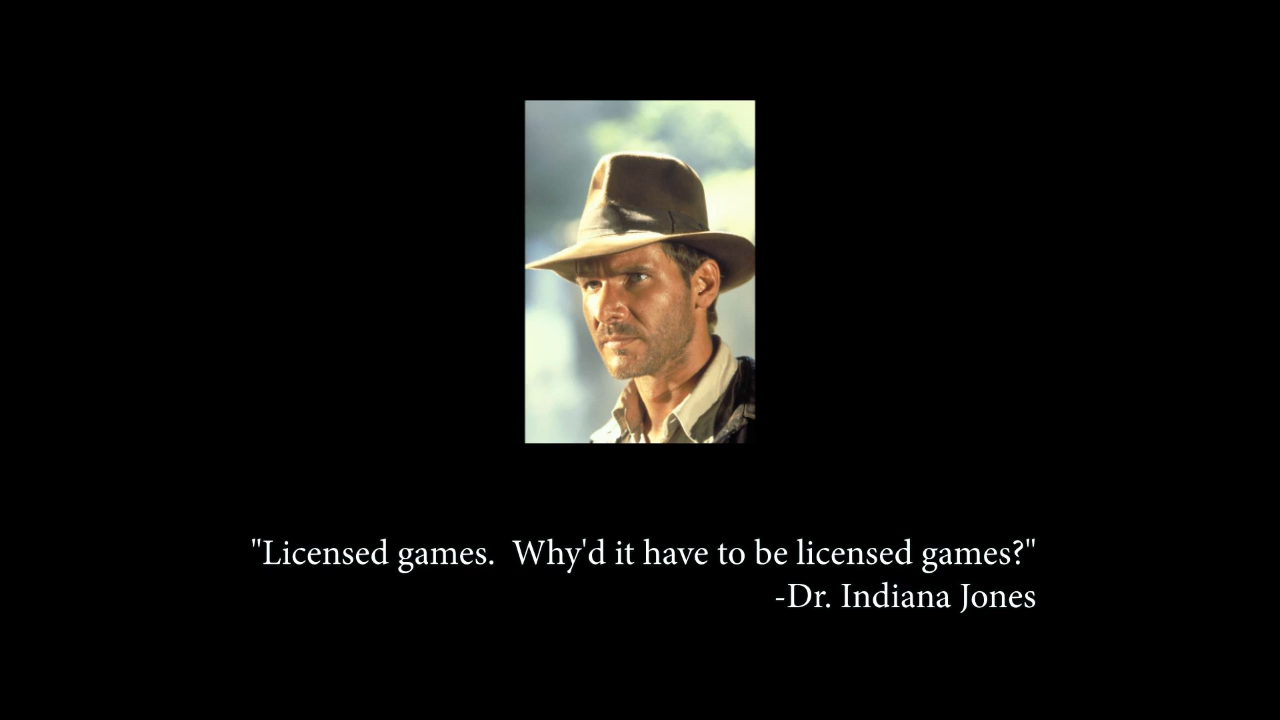 "Licensed games.  Why'd it have to be licensed games?"
-Dr. Indiana Jones